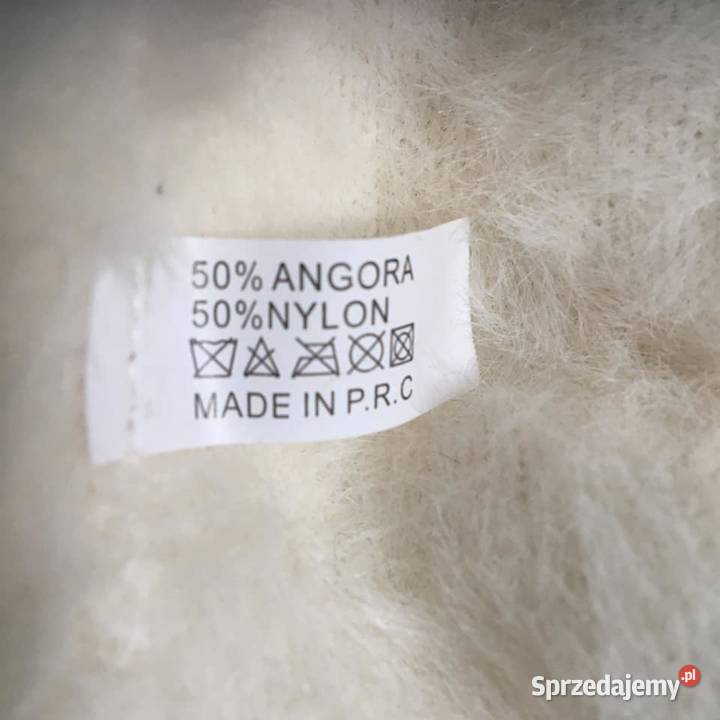 50% ANGORA
50%NYLON
MADE IN P.R.C
Sprzedajemy.pl